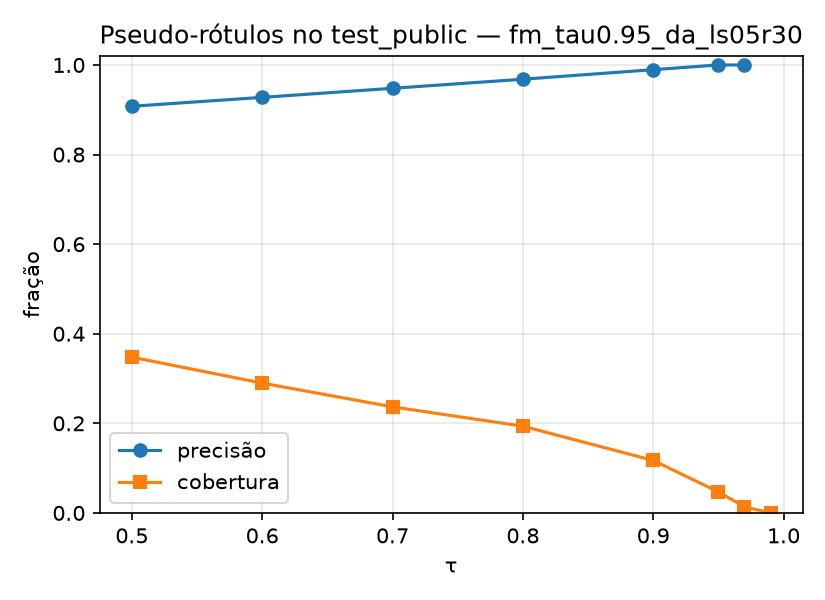 Pseudo-rótulos no test_public — fm_tau0.95_da_ls05r30
1.0
0.8
0.6
0.4
0.2
0.0
fração
precisão
cobertura
0.5 0.6 0.7 0.8 0.9 1.0
τ